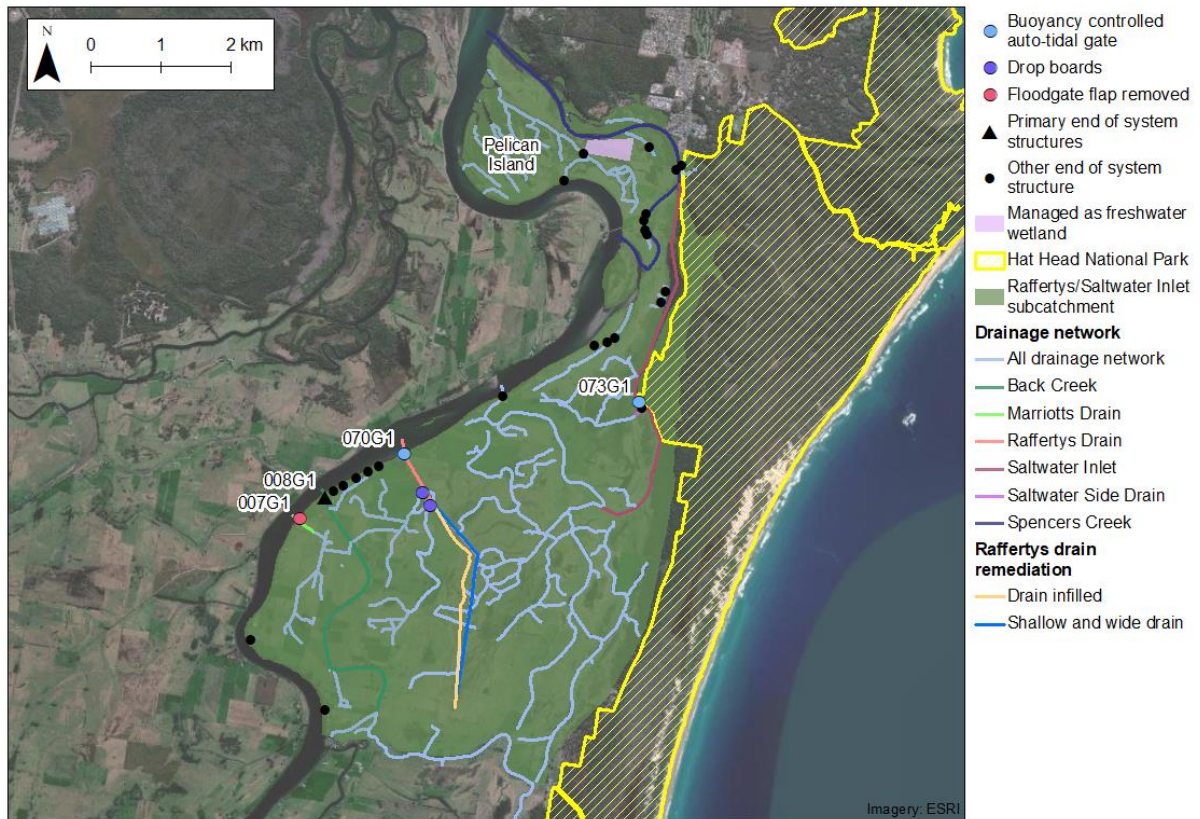 N
0 1 2 km
Pelican
Island
073G1
070G1
008G1
007G1
Imagery: ESRI
Buoyancy controlled
auto-tidal gate
Drop boards
Floodgate flap removed
Primary end of system
structures
Other end of system
structure
Managed as freshwater
wetland
Hat Head National Park
Raffertys/Saltwater Inlet
subcatchment
Drainage network
All drainage network
Back Creek
Marriotts Drain
Raffertys Drain
Saltwater Inlet
Saltwater Side Drain
Spencers Creek
Raffertys drain
remediation
Drain infilled
Shallow and wide drain